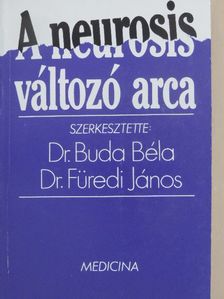 A neurosis
változó arca
SZERKESZTETTE:
Dr. Buda Béla
Dr. Füredi János
MEDICINA